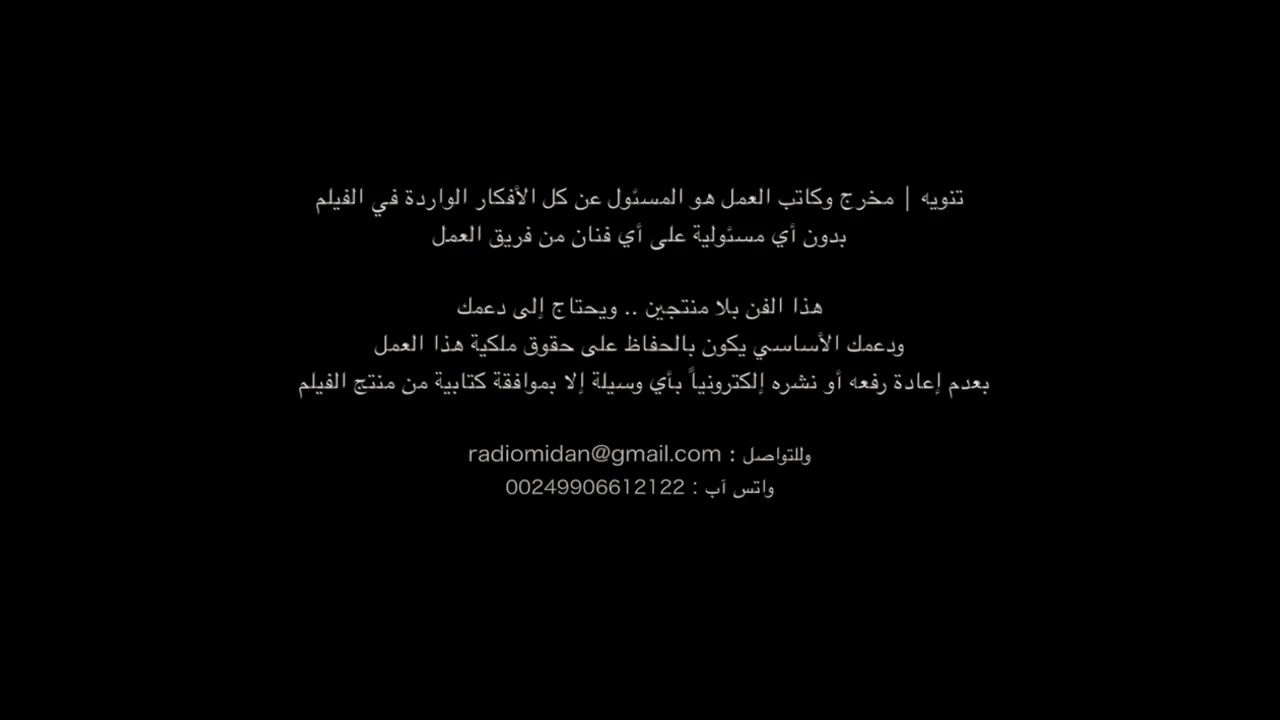 تنويه | مخرج وكاتب العمل هو المسئول عن كل الأفكار الواردة في الفيلم
بدون أي مسئولية على أي فنان من فريق العمل
هذا الفن بلا منتجين .. ويحتاج إلى دعمك
ودعمك الأساسي يكون بالحفاظ على حقوق ملكية هذا العمل
بعدم إعادة رفعه أو نشره إلكترونياً بأي وسيلة إلا بموافقة كتابية من منتج الفيلم
وللتواصل : radiomidan@gmail.com
واتس آب : 00249906612122